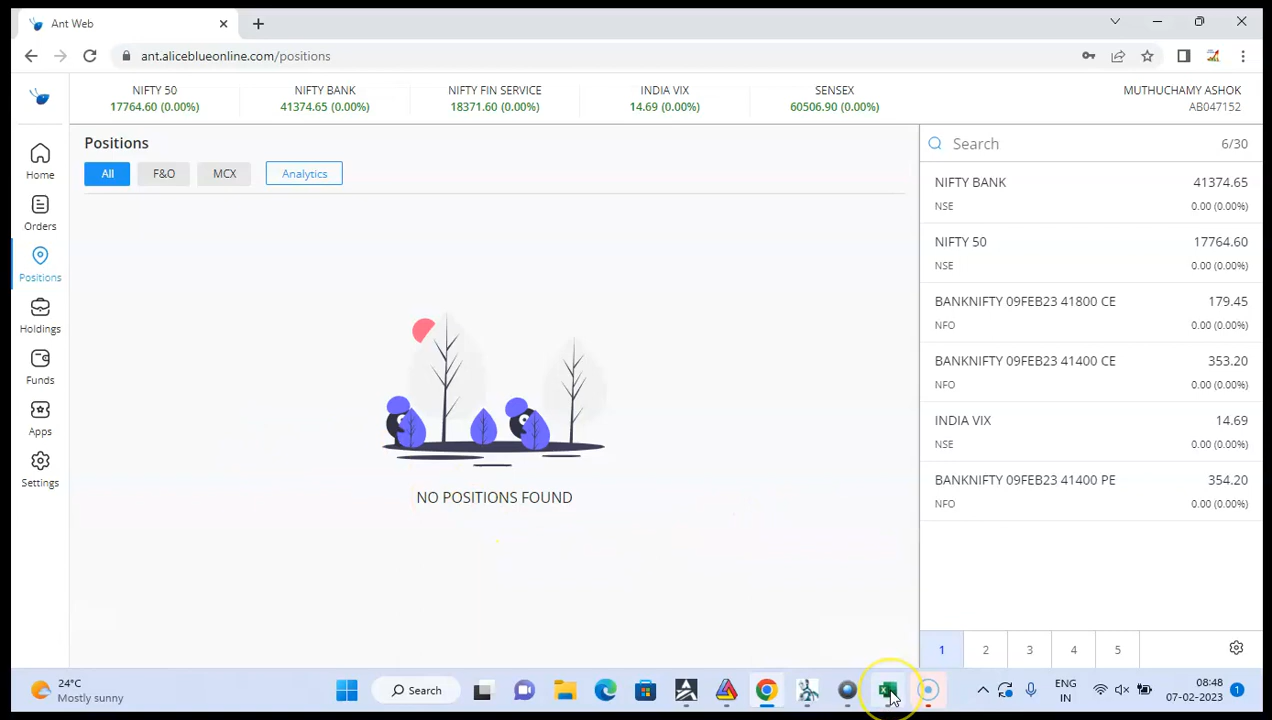 Ant Web
ant.aliceblueonline.com/positions
NIFTY 50
17764.60 (0.00%)
NIFTY BANK
41374.65 (0.00%)
NIFTY FIN SERVICE
18371.60 (0.00%)
INDIA VIX
14.69 (0.00%)
SENSEX
60506.90 (0.00%)
MUTHUCHAMY ASHOK
AB047152
Home
Orders
Positions
Holdings
Funds
Apps
Settings
Positions
All
F&O
MCX
Analytics
NO POSITIONS FOUND
Search
6/30
NIFTY BANK 41374.65
NSE 0.00 (0.00%)
NIFTY 50 17764.60
NSE 0.00 (0.00%)
BANKNIFTY 09FEB23 41800 CE 179.45
NFO 0.00 (0.00%)
BANKNIFTY 09FEB23 41400 CE 353.20
NFO 0.00 (0.00%)
INDIA VIX 14.69
NSE 0.00 (0.00%)
BANKNIFTY 09FEB23 41400 PE 354.20
NFO 0.00 (0.00%)
1 2 3 4 5
24°C
Mostly sunny
Search
ENG
IN
08:48
07-02-2023
1